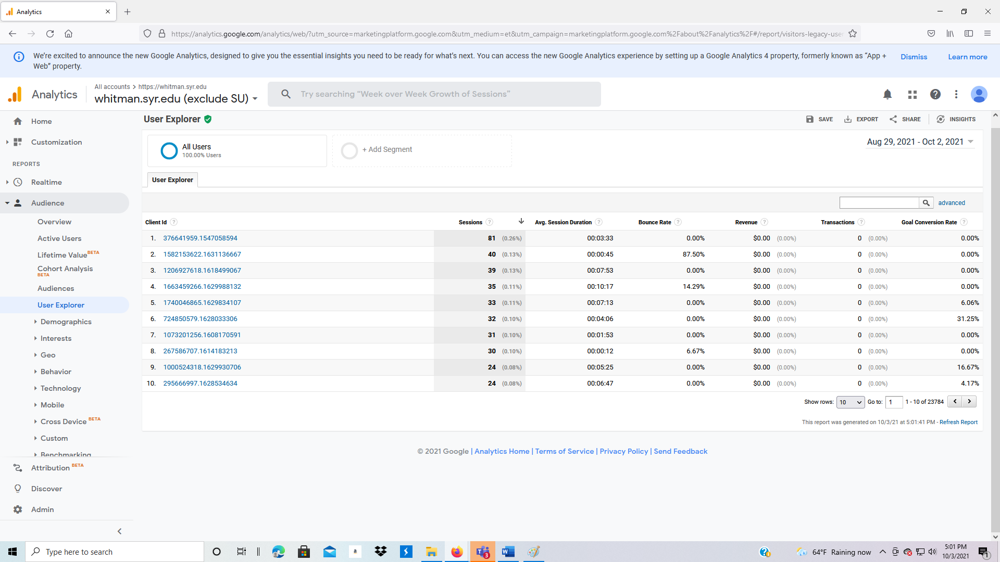 Analytics
https://analytics.google.com/analytics/web/?utm_source=marketingplatform.google.com&utm_medium=et&utm_campaign=marketingplatform.google.com%2Fabout%2Fanalytics%2F#/report/visitors-legacy-user
We're excited to announce the new Google Analytics, designed to give you the essential insights you need to be ready for what's next. You can access the new Google Analytics experience by setting up a Google Analytics 4 property, formerly known as "App +
Web" property.
Dismiss
Learn more
Analytics
All accounts > https://whitman.syr.edu
whitman.syr.edu (exclude SU)
Try searching "Week over Week Growth of Sessions"
Home
Customization
REPORTS
Realtime
Audience
Overview
Active Users
Lifetime Value BETA
Cohort Analysis
BETA
Audiences
User Explorer
Demographics
Interests
Geo
Behavior
Technology
Mobile
Cross Device BETA
Custom
Benchmarking
Attribution BETA
Discover
Admin
User Explorer
SAVE EXPORT SHARE INSIGHTS
All Users
100.00% Users
+ Add Segment
Aug 29, 2021 - Oct 2, 2021
User Explorer
advanced
Client Id ? Sessions ? Avg. Session Duration ? Bounce Rate ? Revenue ? Transactions ? Goal Conversion Rate ?
1. 376641959.1547058594 81 (0.26%) 00:03:33 0.00% $0.00 (0.00%) 0 (0.00%) 0.00%
2. 1582153622.1631136667 40 (0.13%) 00:00:45 87.50% $0.00 (0.00%) 0 (0.00%) 0.00%
3. 1206927618.1618499067 39 (0.13%) 00:07:53 0.00% $0.00 (0.00%) 0 (0.00%) 0.00%
4. 1663459266.1629988132 35 (0.11%) 00:10:17 14.29% $0.00 (0.00%) 0 (0.00%) 0.00%
5. 1740046865.1629834107 33 (0.11%) 00:07:13 0.00% $0.00 (0.00%) 0 (0.00%) 6.06%
6. 724850579.1628033306 32 (0.10%) 00:04:06 0.00% $0.00 (0.00%) 0 (0.00%) 31.25%
7. 1073201256.1608170591 31 (0.10%) 00:01:53 0.00% $0.00 (0.00%) 0 (0.00%) 0.00%
8. 267586707.1614183213 30 (0.10%) 00:00:12 6.67% $0.00 (0.00%) 0 (0.00%) 0.00%
9. 1000524318.1629930706 24 (0.08%) 00:05:25 0.00% $0.00 (0.00%) 0 (0.00%) 16.67%
10. 295666997.1628534634 24 (0.08%) 00:06:47 0.00% $0.00 (0.00%) 0 (0.00%) 4.17%
Show rows: 10 Go to: 1 1 - 10 of 23784
This report was generated on 10/3/21 at 5:01:41 PM - Refresh Report
© 2021 Google | Analytics Home | Terms of Service | Privacy Policy | Send Feedback
Type here to search
a
3
64°F Raining now
5:01 PM
10/3/2021
1